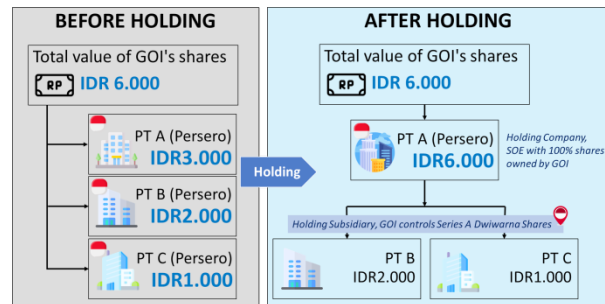 BEFORE HOLDING
Total value of GOI's shares
RP
IDR 6.000
PT A (Persero)
IDR3.000
PT B (Persero)
IDR2.000
PT C (Persero)
IDR1.000
Holding
AFTER HOLDING
Total value of GOI's shares
RP
IDR 6.000
PT A (Persero)
IDR6.000
Holding Company,
SOE with 100% shares
owned by GOI
Holding Subsidiary, GOI controls Series A Dwiwarna Shares
PT B
IDR2.000
PT C
IDR1.000